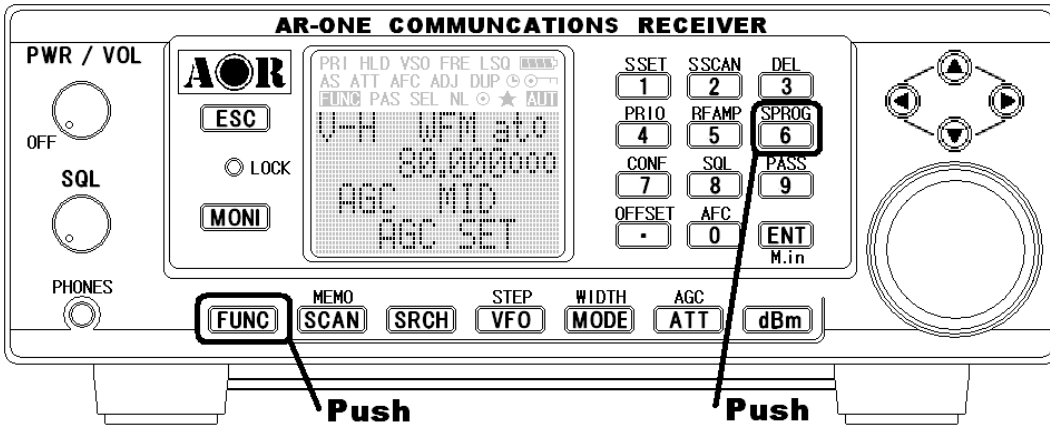 AR-ONE COMMUNCATIONS RECEIVER
PWR / VOL
OFF
SQL
PHONES
AOR
ESC
LOCK
MONI
PRI HLD VSO FRE LSQ
AS ATT AFC ADJ DUP
FUNC PAS SEL NL ★ AUT
V-H WFM ato
80.000000
AGC MID
AGC SET
SSET SSCAN DEL
1 2 3
PRIO RFAMP SPROG
4 5 6
CONF SQL PASS
7 8 9
OFFSET AFC
. 0 ENT
M.in
MEMO STEP WIDTH AGC
FUNC SCAN SRCH VFO MODE ATT dBm
Push Push